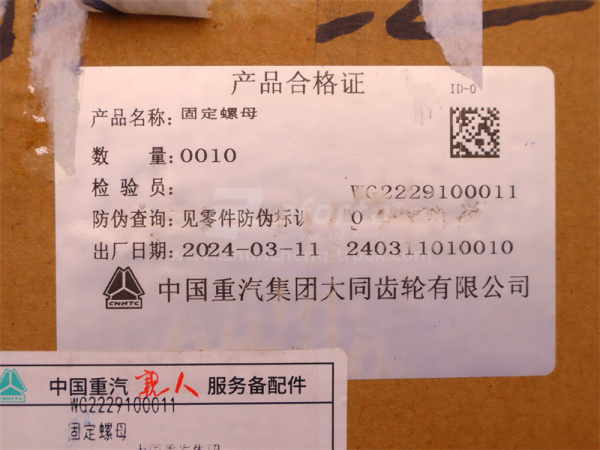 产品合格证
ID-0
产品名称: 固定螺母
数 量: 0010
检 验 员: WG2229100011
防伪查询: 见零件防伪标识 0
出厂日期: 2024-03-11 240311010010
CNHTC 中国重汽集团大同齿轮有限公司
中国重汽 亲人 服务备配件
WG2229100011
固定螺母